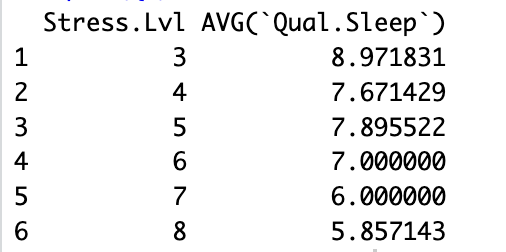 Stress.Lvl AVG(`Qual.Sleep`)
1 3 8.971831
2 4 7.671429
3 5 7.895522
4 6 7.000000
5 7 6.000000
6 8 5.857143